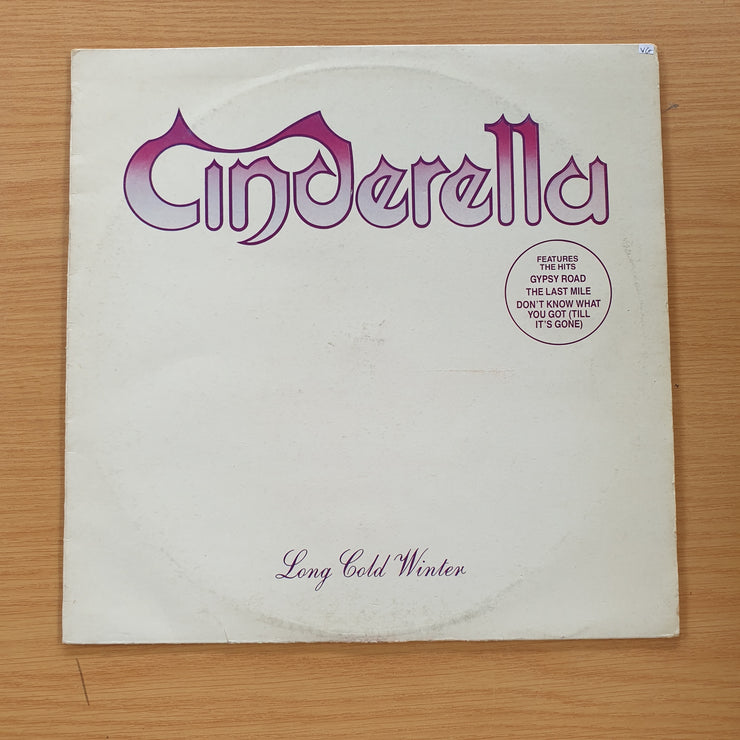 VG
Cinderella
FEATURES
THE HITS
GYPSY ROAD
THE LAST MILE
DON'T KNOW WHAT
YOU GOT (TILL
IT'S GONE)
Long Cold Winter